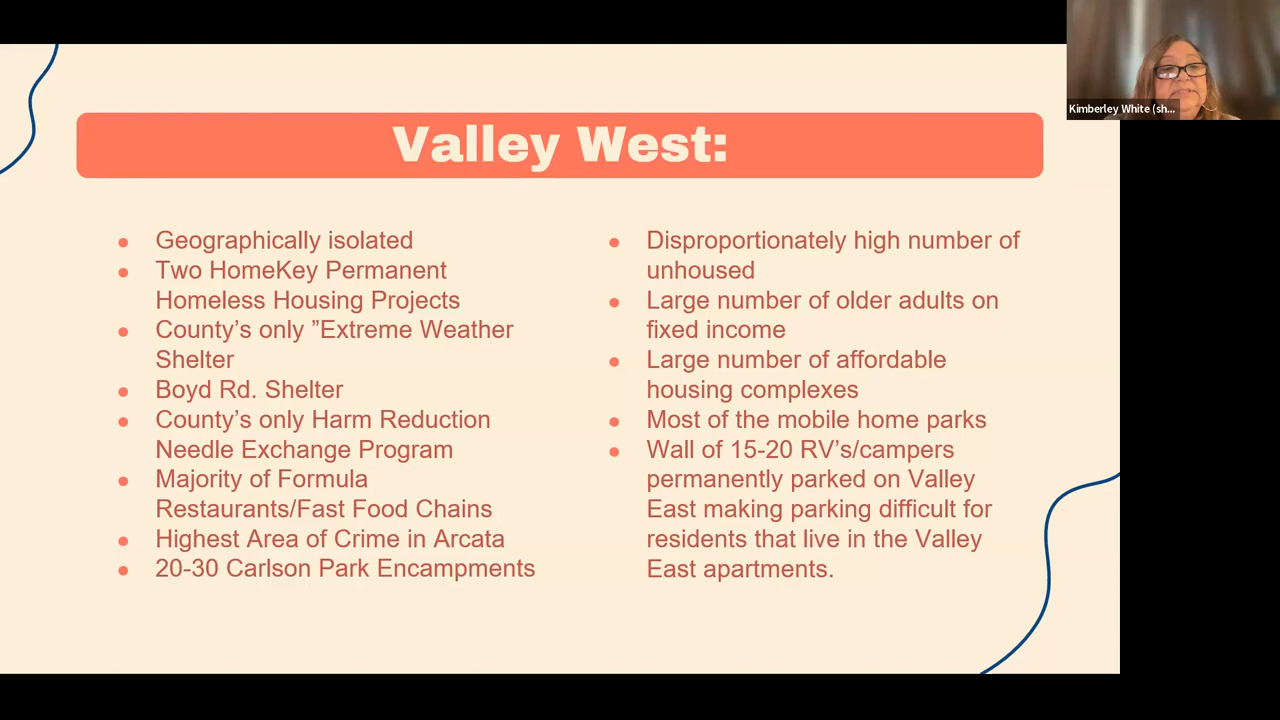 Valley West:
Geographically isolated
Two HomeKey Permanent
Homeless Housing Projects
County's only ”Extreme Weather
Shelter
Boyd Rd. Shelter
County's only Harm Reduction
Needle Exchange Program
Majority of Formula
Restaurants/Fast Food Chains
Highest Area of Crime in Arcata
20-30 Carlson Park Encampments
Disproportionately high number of
unhoused
Large number of older adults on
fixed income
Large number of affordable
housing complexes
Most of the mobile home parks
Wall of 15-20 RV's/campers
permanently parked on Valley
East making parking difficult for
residents that live in the Valley
East apartments.
Kimberley White (sh...